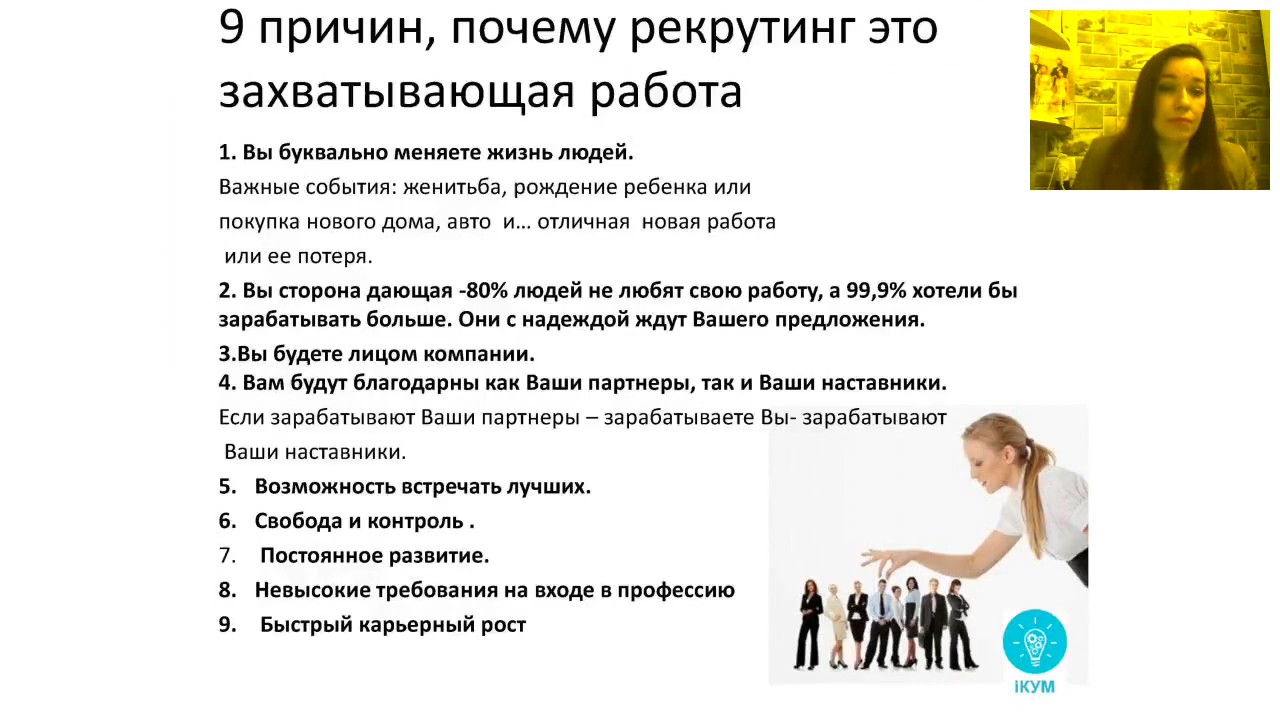 9 причин, почему рекрутинг это
захватывающая работа
1. Вы буквально меняете жизнь людей.
Важные события: женитьба, рождение ребенка или
покупка нового дома, авто и... отличная новая работа
или ее потеря.
2. Вы сторона дающая -80% людей не любят свою работу, а 99,9% хотели бы
зарабатывать больше. Они с надеждой ждут Вашего предложения.
3.Вы будете лицом компании.
4. Вам будут благодарны как Ваши партнеры, так и Ваши наставники.
Если зарабатывают Ваши партнеры – зарабатываете Вы- зарабатывают
Ваши наставники.
5. Возможность встречать лучших.
6. Свобода и контроль .
7. Постоянное развитие.
8. Невысокие требования на входе в профессию
9. Быстрый карьерный рост
iКУМ